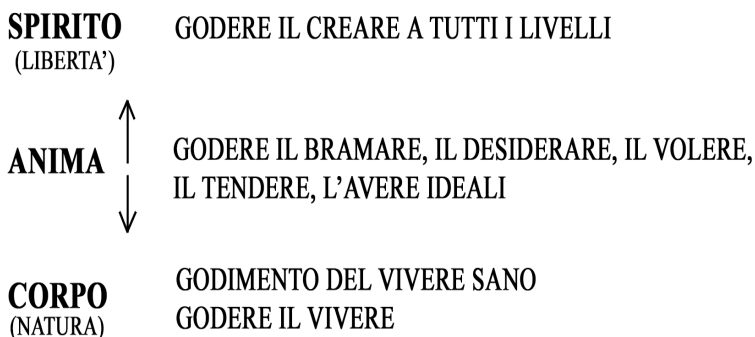 SPIRITO GODERE IL CREARE A TUTTI I LIVELLI
(LIBERTA')
ANIMA GODERE IL BRAMARE, IL DESIDERARE, IL VOLERE,
IL TENDERE, L'AVERE IDEALI
CORPO GODIMENTO DEL VIVERE SANO
(NATURA) GODERE IL VIVERE